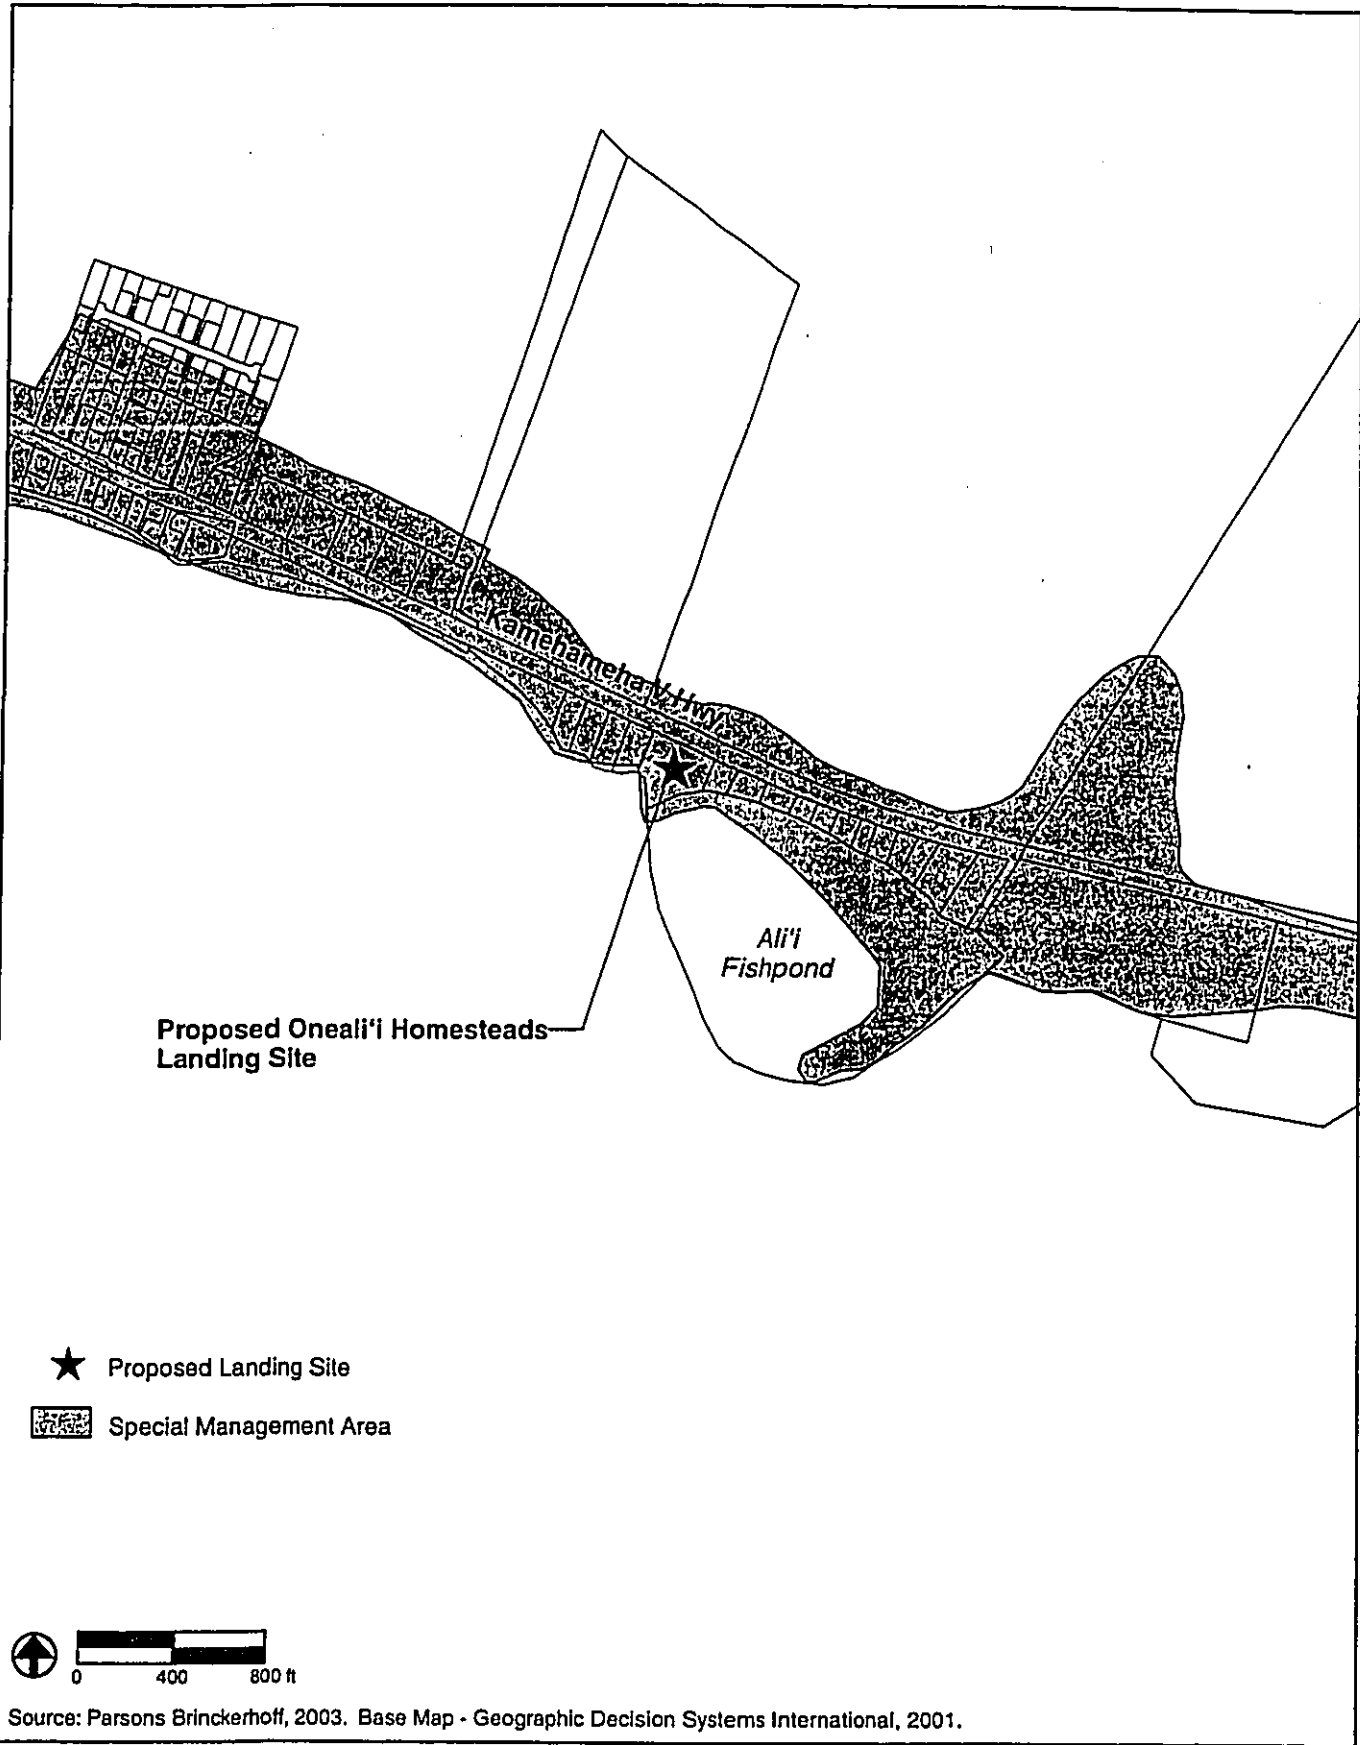 Kamehameha V Hwy
Ali'i
Fishpond
Proposed Oneali'i Homesteads
Landing Site
Proposed Landing Site
Special Management Area
0 400 800 ft
Source: Parsons Brinckerhoff, 2003. Base Map - Geographic Decision Systems International, 2001.